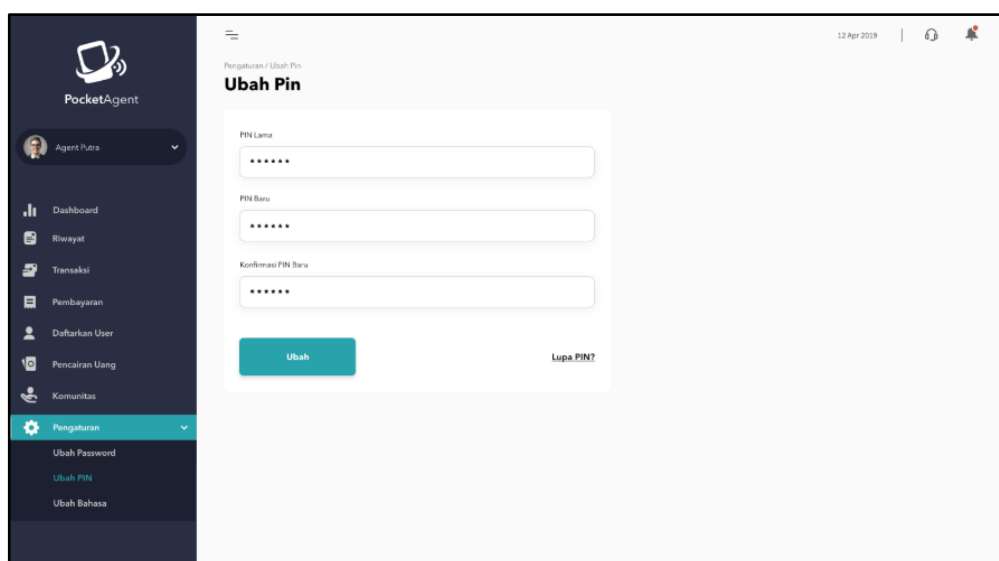 PocketAgent
Agent Putra
Dashboard
Riwayat
Transaksi
Pembayaran
Daftarkan User
Pencairan Uang
Komunitas
Pengaturan
Ubah Password
Ubah PIN
Ubah Bahasa
12 Apr 2019
Pengaturan / Ubah Pin
Ubah Pin
PIN Lama
******
PIN Baru
******
Konfirmasi PIN Baru
******
Ubah
Lupa PIN?